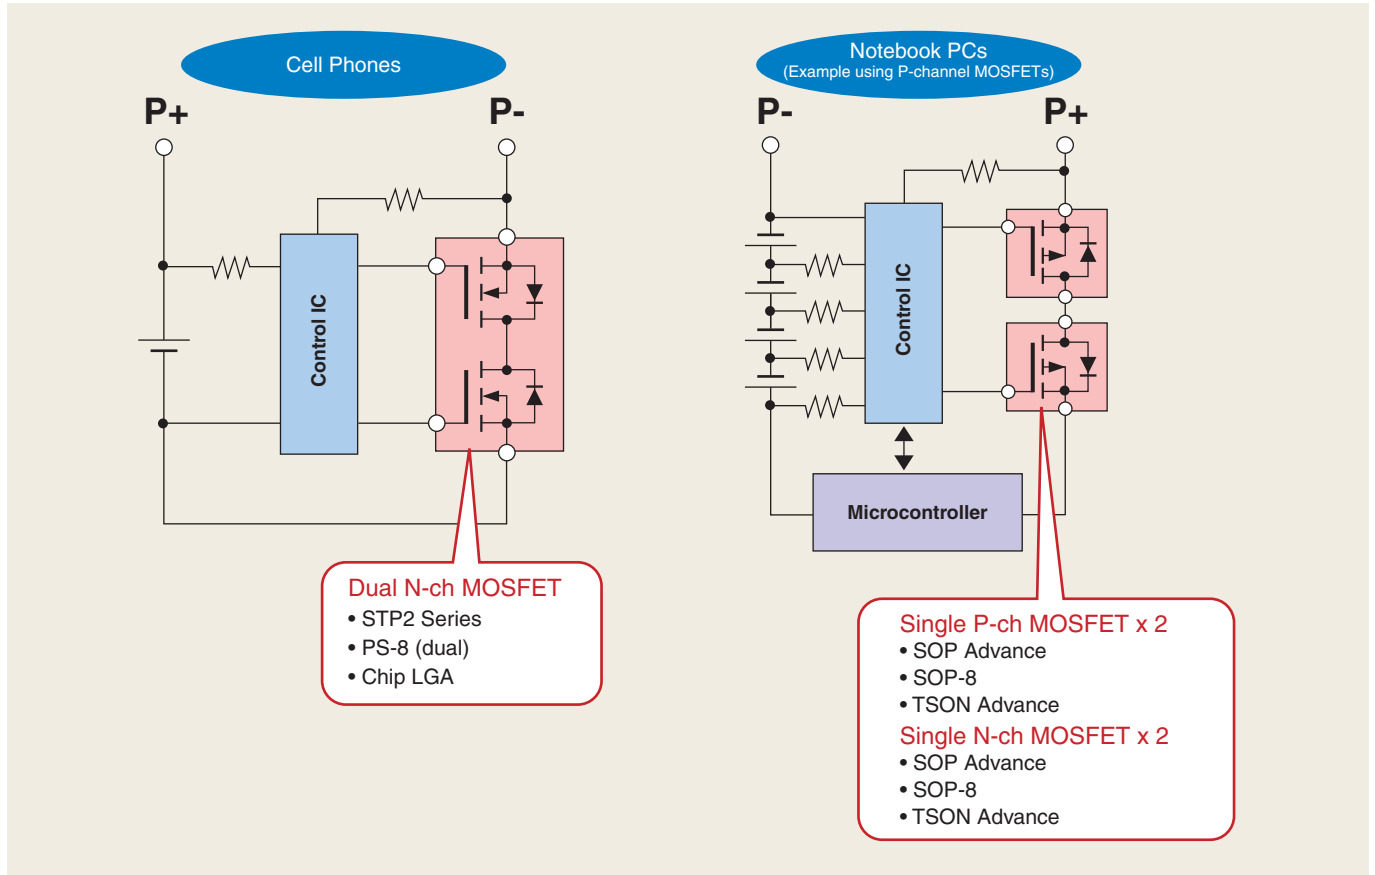 Cell Phones
P+
P-
Control IC
Dual N-ch MOSFET
• STP2 Series
• PS-8 (dual)
• Chip LGA
Notebook PCs
(Example using P-channel MOSFETs)
P-
P+
Control IC
Microcontroller
Single P-ch MOSFET x 2
• SOP Advance
• SOP-8
• TSON Advance
Single N-ch MOSFET x 2
• SOP Advance
• SOP-8
• TSON Advance